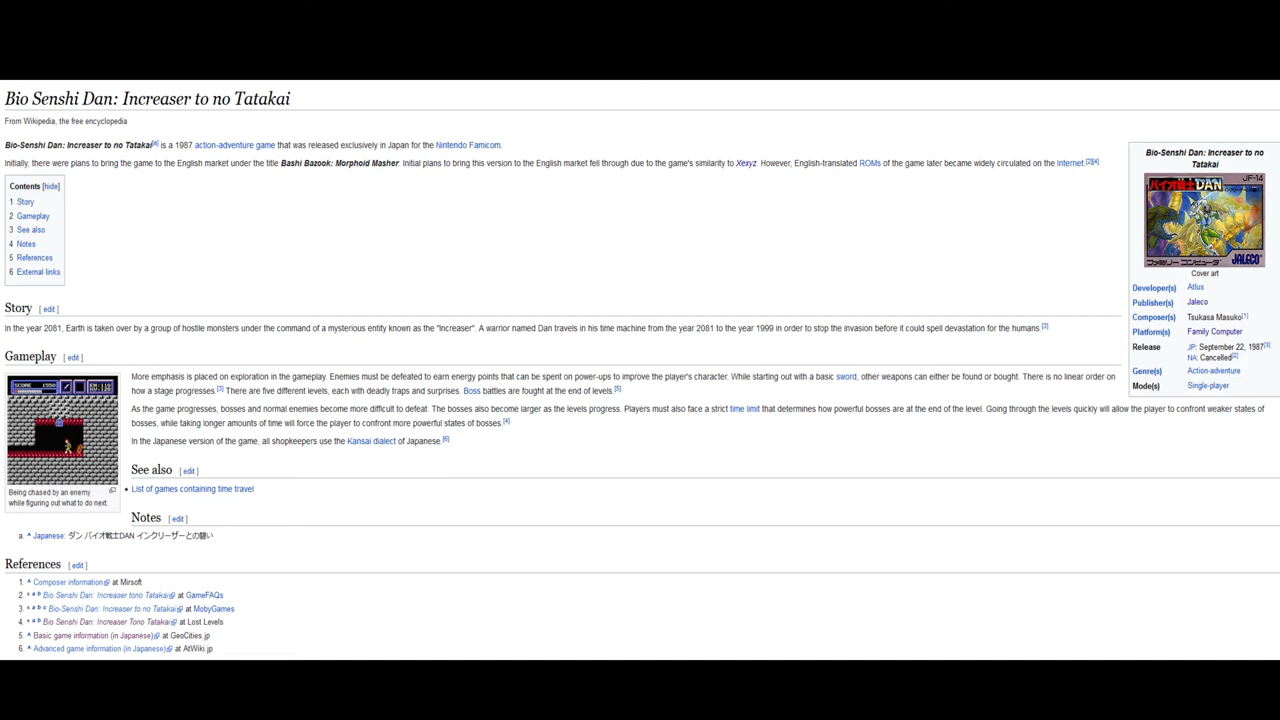 Bio Senshi Dan: Increaser to no Tatakai
From Wikipedia, the free encyclopedia
Bio-Senshi Dan: Increaser to no Tatakai[a] is a 1987 action-adventure game that was released exclusively in Japan for the Nintendo Famicom.
Initially, there were plans to bring the game to the English market under the title Bashi Bazook: Morphoid Masher. Initial plans to bring this version to the English market fell through due to the game's similarity to Xexyz. However, English-translated ROMs of the game later became widely circulated on the Internet.[2][4]
Contents [hide]
1 Story
2 Gameplay
3 See also
4 Notes
5 References
6 External links
Bio-Senshi Dan: Increaser to no
Tatakai
JF-14
バイオ戦士DAN
ファミリー コンピュータ
JALECO
Cover art
Developer(s) Atlus
Publisher(s) Jaleco
Composer(s) Tsukasa Masuko[1]
Platform(s) Family Computer
Release JP: September 22, 1987[3]
NA: Cancelled[2]
Genre(s) Action-adventure
Mode(s) Single-player
Story [ edit ]
In the year 2081, Earth is taken over by a group of hostile monsters under the command of a mysterious entity known as the "Increaser". A warrior named Dan travels in his time machine from the year 2081 to the year 1999 in order to stop the invasion before it could spell devastation for the humans.[3]
Gameplay [ edit ]
SCORE 1550
Being chased by an enemy
while figuring out what to do next.
More emphasis is placed on exploration in the gameplay. Enemies must be defeated to earn energy points that can be spent on power-ups to improve the player's character. While starting out with a basic sword, other weapons can either be found or bought. There is no linear order on
how a stage progresses.[3] There are five different levels, each with deadly traps and surprises. Boss battles are fought at the end of levels.[5]
As the game progresses, bosses and normal enemies become more difficult to defeat. The bosses also become larger as the levels progress. Players must also face a strict time limit that determines how powerful bosses are at the end of the level. Going through the levels quickly will allow the player to confront weaker states of
bosses, while taking longer amounts of time will force the player to confront more powerful states of bosses.[4]
In the Japanese version of the game, all shopkeepers use the Kansai dialect of Japanese.[6]
See also [ edit ]
• List of games containing time travel
Notes [ edit ]
a. ^ Japanese: ダン バイオ戦士DAN インクリーザーとの闘い
References [ edit ]
1. ^ Composer information at Mirsoft
2. ^ a b Bio Senshi Dan: Increaser tono Tatakai at GameFAQs
3. ^ a b c Bio-Senshi Dan: Increaser to no Tatakai at MobyGames
4. ^ a b Bio Senshi Dan: Increaser Tono Tatakai at Lost Levels
5. ^ Basic game information (in Japanese) at GeoCities.jp
6. ^ Advanced game information (in Japanese) at AtWiki.jp